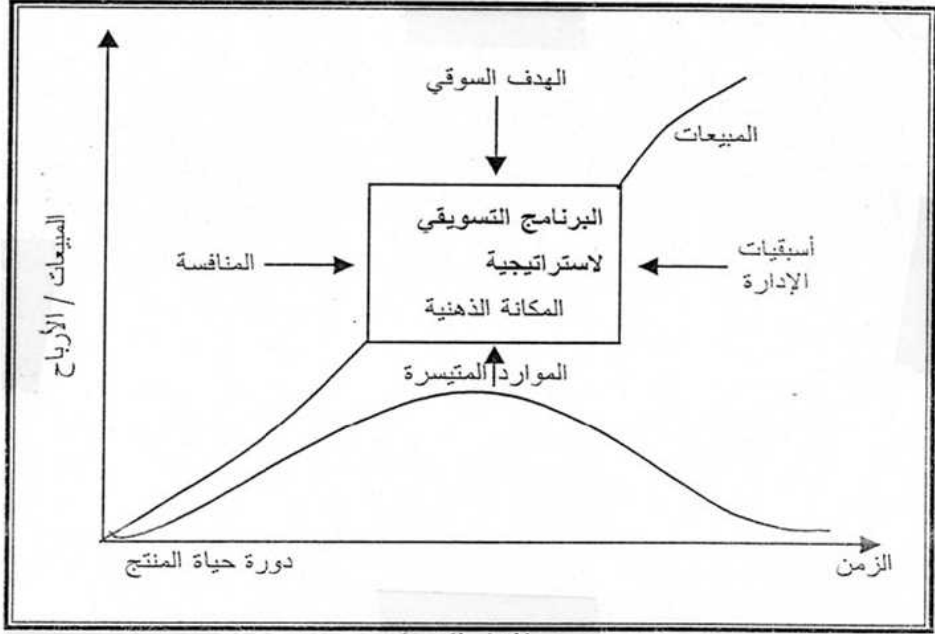 الهدف السوقي
المبيعات
البرنامج التسويقي
لاستراتيجية
المكانة الذهنية
أسبقيات
الإدارة
المنافسة
المبيعات / الأرباح
الموارد المتيسرة
الزمن
دورة حياة المنتج